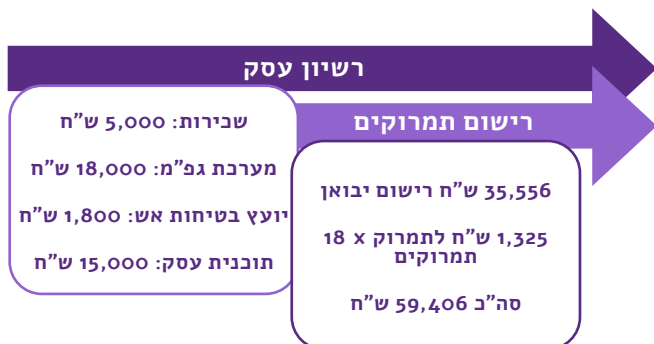 רשיון עסק
שכירות: 5,000 ש"ח
מערכת גפ"מ: 18,000 ש"ח
יועץ בטיחות אש: 1,800 ש"ח
תוכנית עסק: 15,000 ש"ח
רישום תמרוקים
35,556 ש"ח רישום יבואן
1,325 ש"ח לתמרוק x 18
תמרוקים
סה"כ 59,406 ש"ח